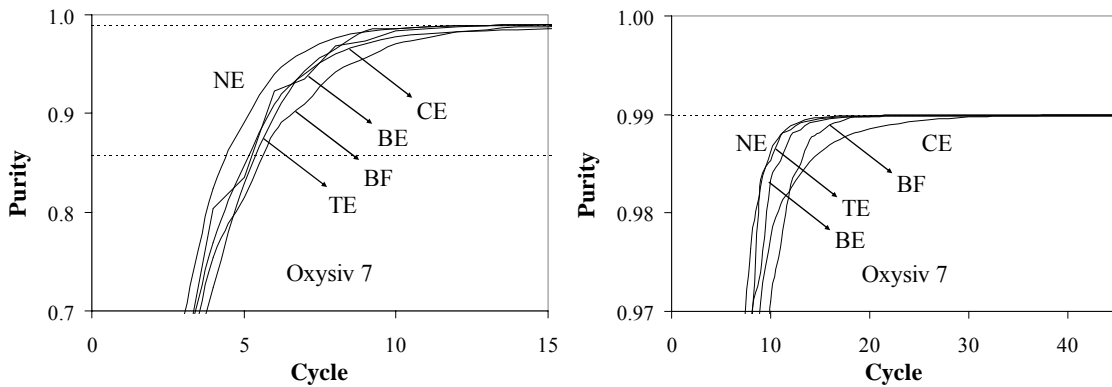 Purity
1.0
0.9
0.8
0.7
NE
CE
BE
BF
TE
Oxysiv 7
0
5
10
15
Cycle
Purity
1.00
0.99
0.98
0.97
NE
CE
BF
TE
BE
Oxysiv 7
0
10
20
30
40
Cycle